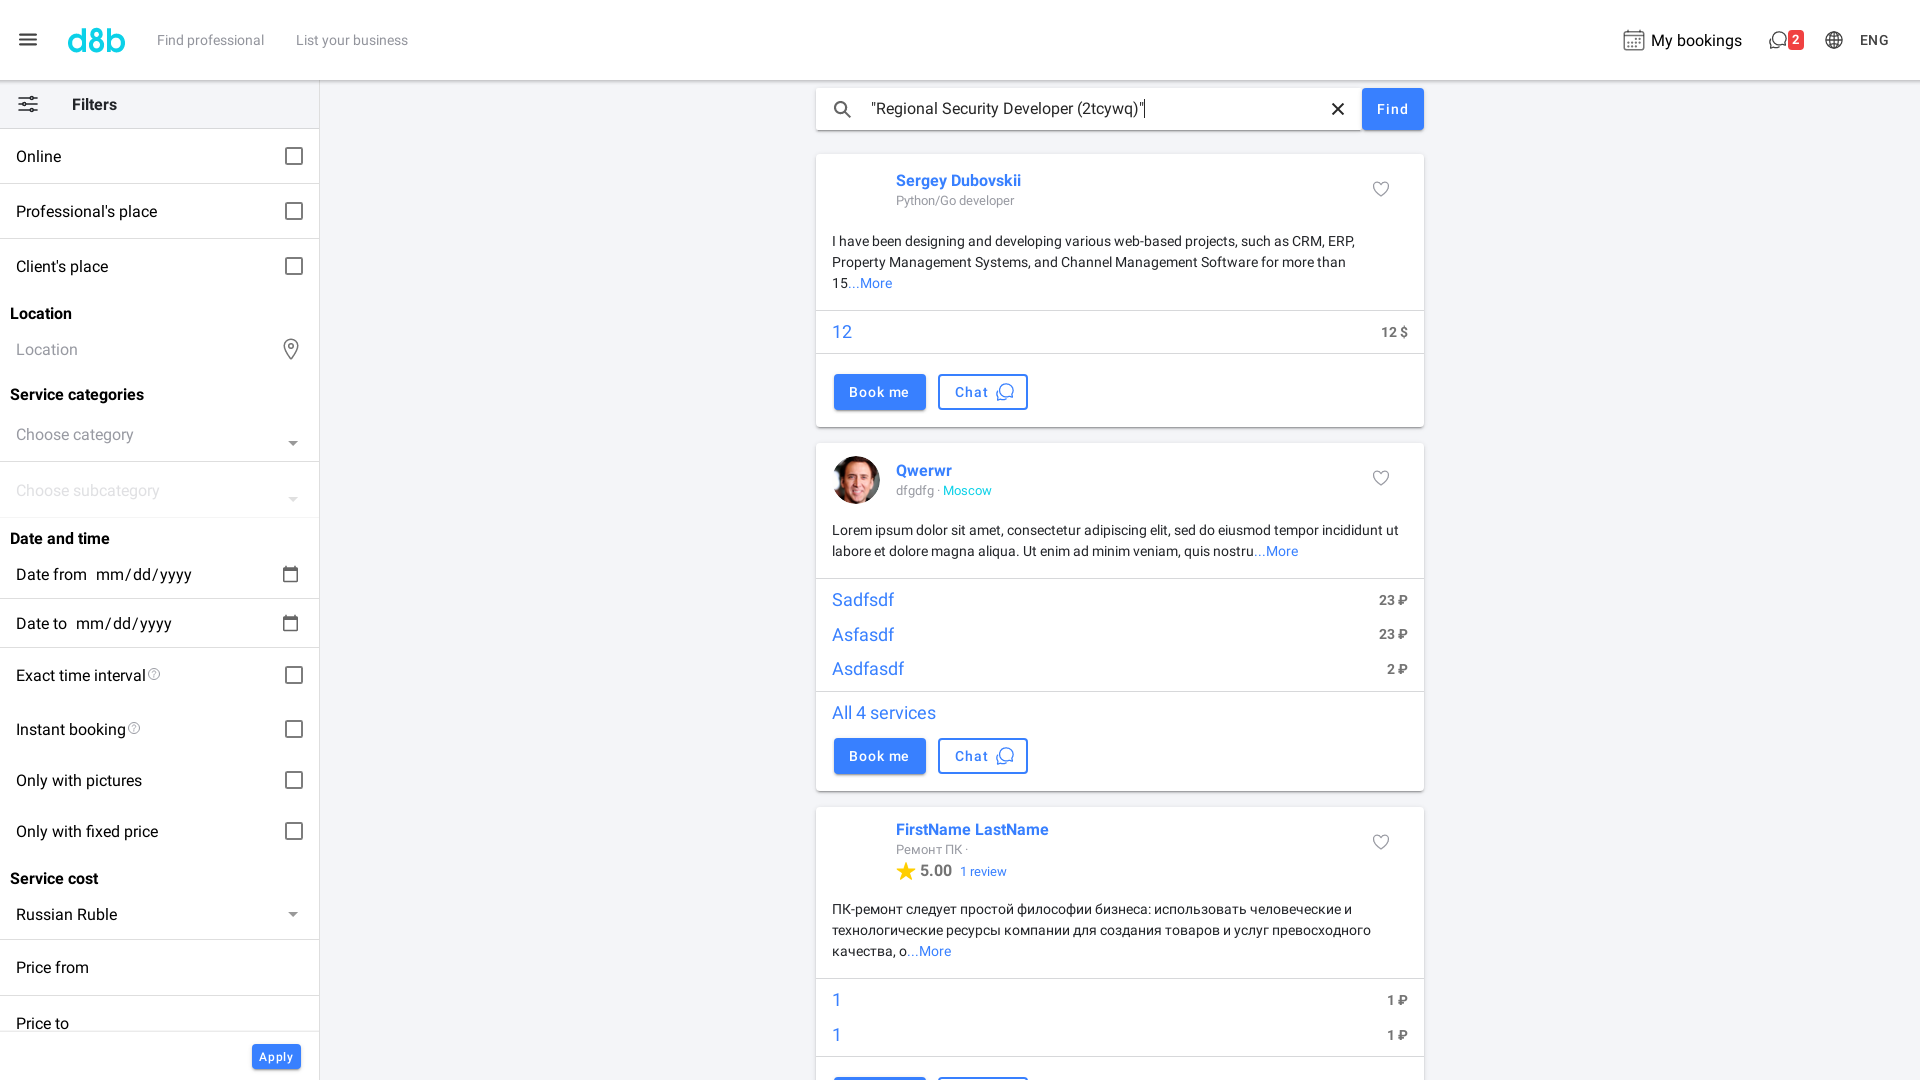 d8b
Find professional
List your business
My bookings
2
ENG
Filters
Online
Professional's place
Client's place
Location
Location
Service categories
Choose category
Choose subcategory
Date and time
Date from mm/dd/yyyy
Date to mm/dd/yyyy
Exact time interval
Instant booking
Only with pictures
Only with fixed price
Service cost
Russian Ruble
Price from
Price to
Apply
"Regional Security Developer (2tcywq)"
Find
Sergey Dubovskii
Python/Go developer
I have been designing and developing various web-based projects, such as CRM, ERP,
Property Management Systems, and Channel Management Software for more than
15...More
12 12 $
Book me
Chat
Qwerwr
dfgdfg · Moscow
Lorem ipsum dolor sit amet, consectetur adipiscing elit, sed do eiusmod tempor incididunt ut
labore et dolore magna aliqua. Ut enim ad minim veniam, quis nostru...More
Sadfsdf 23 ₽
Asfasdf 23 ₽
Asdfasdf 2 ₽
All 4 services
Book me
Chat
FirstName LastName
Ремонт ПК ·
5.00 1 review
ПК-ремонт следует простой философии бизнеса: использовать человеческие и
технологические ресурсы компании для создания товаров и услуг превосходного
качества, о...More
1 1 ₽
1 1 ₽